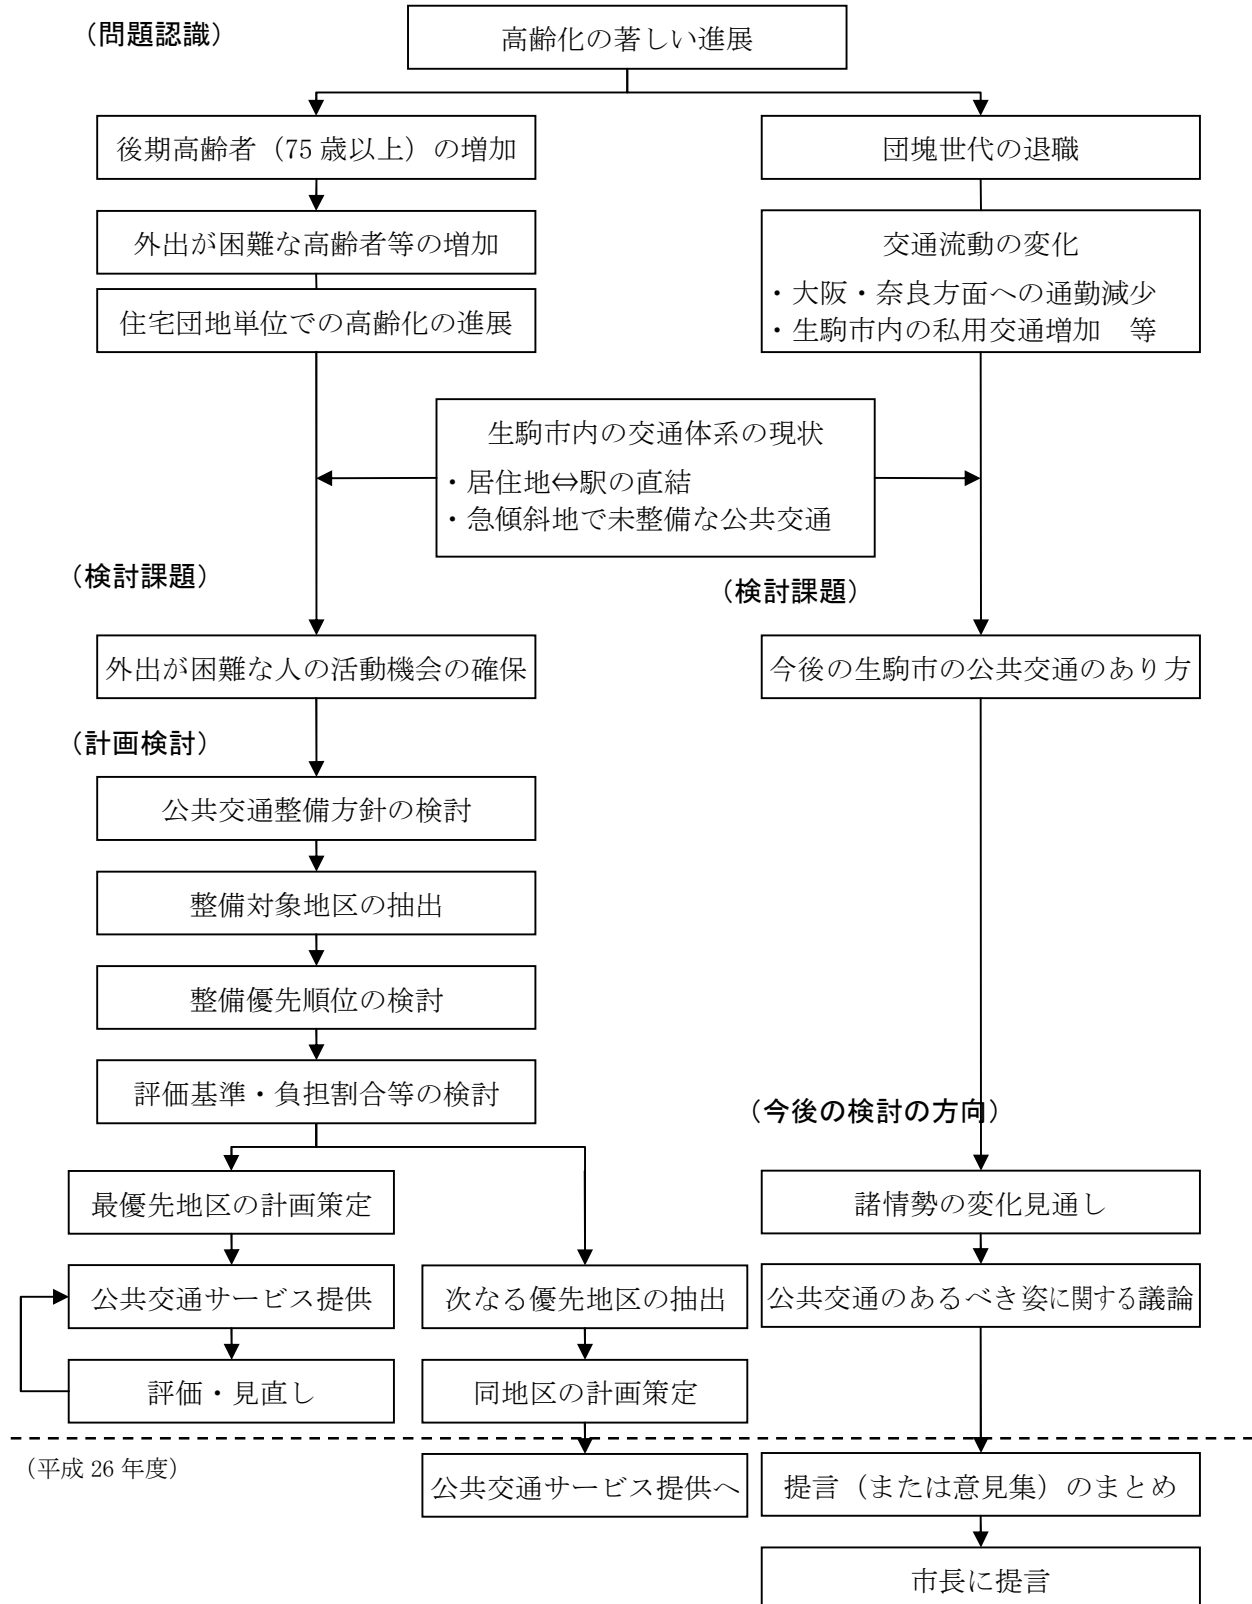 （問題認識）
高齢化の著しい進展
後期高齢者（75 歳以上）の増加
団塊世代の退職
外出が困難な高齢者等の増加
交通流動の変化
・大阪・奈良方面への通勤減少
・生駒市内の私用交通増加　等
住宅団地単位での高齢化の進展
生駒市内の交通体系の現状
・居住地⇔駅の直結
・急傾斜地で未整備な公共交通
（検討課題）
（検討課題）
外出が困難な人の活動機会の確保
今後の生駒市の公共交通のあり方
（計画検討）
公共交通整備方針の検討
整備対象地区の抽出
整備優先順位の検討
評価基準・負担割合等の検討
（今後の検討の方向）
最優先地区の計画策定
諸情勢の変化見通し
公共交通サービス提供
次なる優先地区の抽出
公共交通のあるべき姿に関する議論
評価・見直し
同地区の計画策定
（平成 26 年度）
公共交通サービス提供へ
提言（または意見集）のまとめ
市長に提言